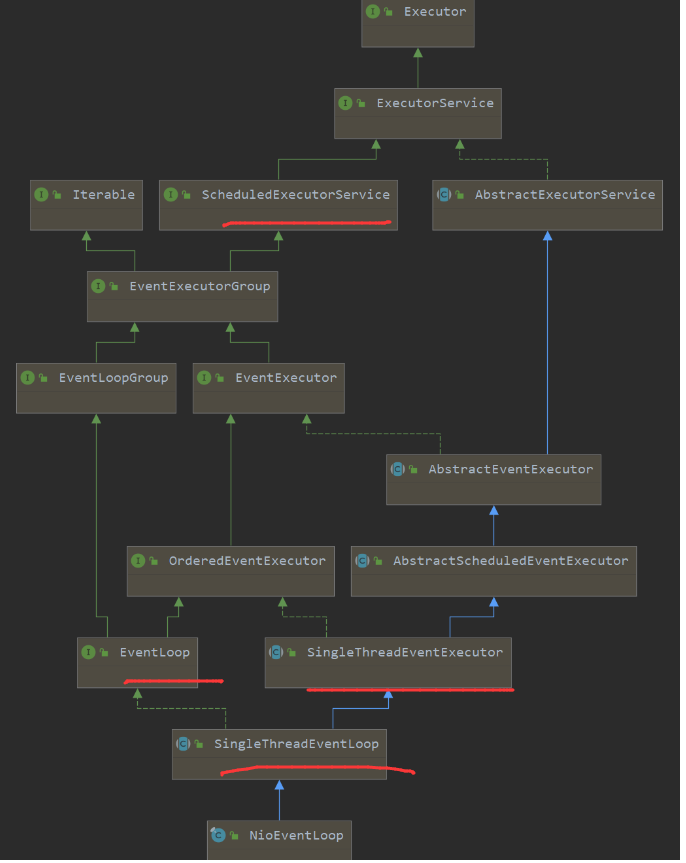 Executor
ExecutorService
Iterable
ScheduledExecutorService
AbstractExecutorService
EventExecutorGroup
EventLoopGroup
EventExecutor
AbstractEventExecutor
OrderedEventExecutor
AbstractScheduledEventExecutor
EventLoop
SingleThreadEventExecutor
SingleThreadEventLoop
NioEventLoop